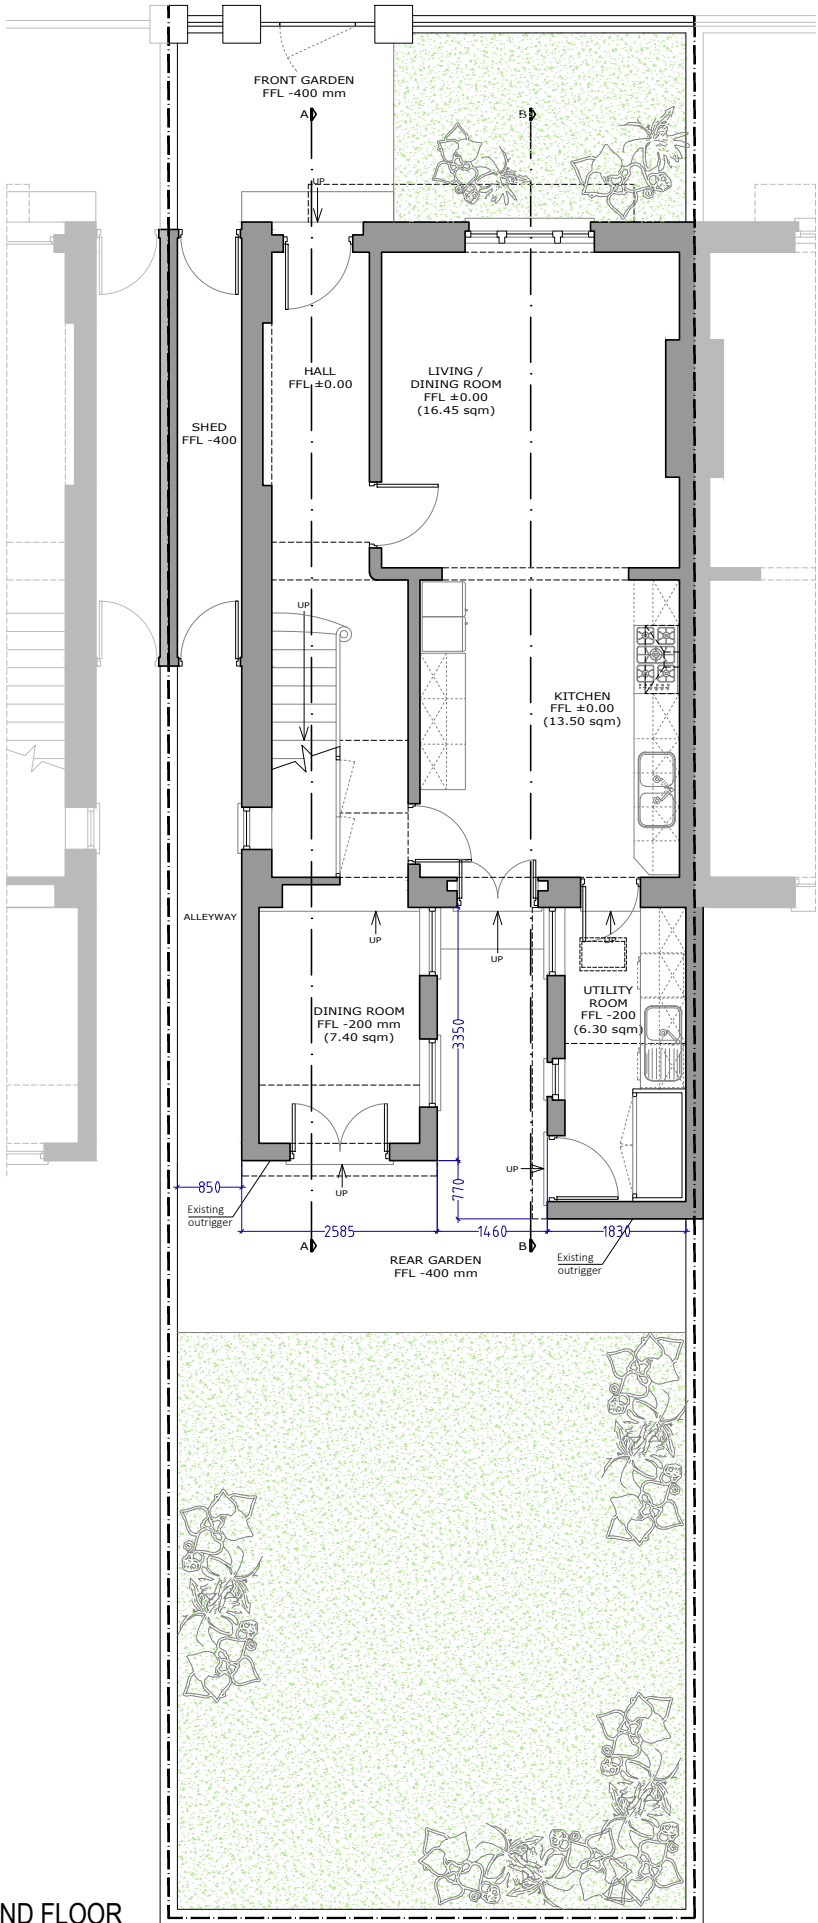 FRONT GARDEN
FFL -400 mm
A
B
UP
HALL
FFL ±0.00
LIVING /
DINING ROOM
FFL ±0.00
(16.45 sqm)
SHED
FFL -400
UP
KITCHEN
FFL ±0.00
(13.50 sqm)
ALLEYWAY
UP
UP
UP
UTILITY
ROOM
FFL -200
(6.30 sqm)
DINING ROOM
FFL -200 mm
(7.40 sqm)
3350
UP
UP
850
770
Existing
outrigger
2585
1460
1830
A
B
REAR GARDEN
FFL -400 mm
Existing
outrigger
ND FLOOR